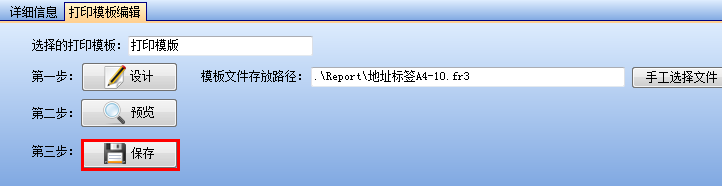 详细信息 打印模板编辑
选择的打印模板： 打印模版
第一步： 设计 模板文件存放路径： .\Report\地址标签A4-10.fr3 手工选择文件
第二步： 预览
第三步： 保存